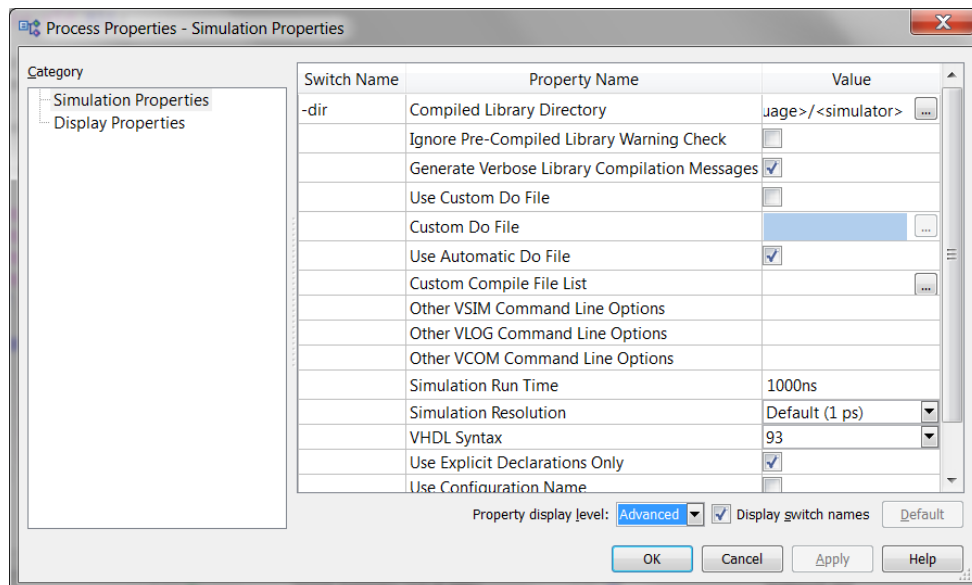 Process Properties - Simulation Properties
Category
Simulation Properties
Display Properties
Switch Name Property Name Value
-dir Compiled Library Directory uage>/<simulator> ...
Ignore Pre-Compiled Library Warning Check
Generate Verbose Library Compilation Messages
Use Custom Do File
Custom Do File ...
Use Automatic Do File
Custom Compile File List ...
Other VSIM Command Line Options
Other VLOG Command Line Options
Other VCOM Command Line Options
Simulation Run Time 1000ns
Simulation Resolution Default (1 ps)
VHDL Syntax 93
Use Explicit Declarations Only
Use Configuration Name
Property display level: Advanced Display switch names Default
OK Cancel Apply Help